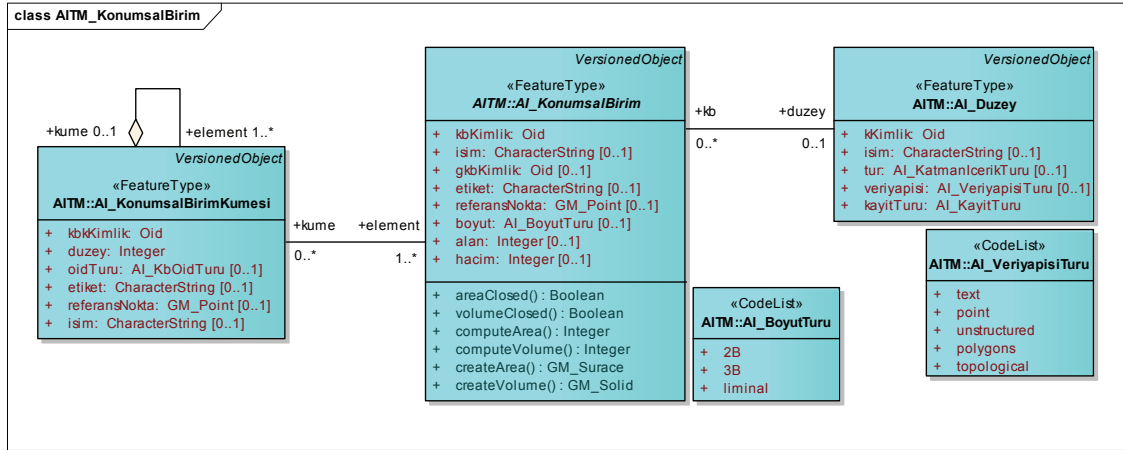 class AITM_KonumsalBirim
+kume 0..1
+element 1..*
VersionedObject
«FeatureType»
AITM::AI_KonumsalBirimKumesi
+ kbkKimlik: Oid
+ duzey: Integer
+ oidTuru: AI_KbOidTuru [0..1]
+ etiket: CharacterString [0..1]
+ referansNokta: GM_Point [0..1]
+ isim: CharacterString [0..1]
+kume
0..*
+element
1..*
VersionedObject
«FeatureType»
AITM::AI_KonumsalBirim
+ kbKimlik: Oid
+ isim: CharacterString [0..1]
+ gkbKimlik: Oid [0..1]
+ etiket: CharacterString [0..1]
+ referansNokta: GM_Point [0..1]
+ boyut: AI_BoyutTuru [0..1]
+ alan: Integer [0..1]
+ hacim: Integer [0..1]
+ areaClosed() : Boolean
+ volumeClosed() : Boolean
+ computeArea() : Integer
+ computeVolume() : Integer
+ createArea() : GM_Surace
+ createVolume() : GM_Solid
+kb
0..*
+duzey
0..1
VersionedObject
«FeatureType»
AITM::AI_Duzey
+ kKimlik: Oid
+ isim: CharacterString [0..1]
+ tur: AI_KatmanIcerikTuru [0..1]
+ veriyapisi: AI_VeriyapisiTuru [0..1]
+ kayitTuru: AI_KayitTuru
«CodeList»
AITM::AI_BoyutTuru
+ 2B
+ 3B
+ liminal
«CodeList»
AITM::AI_VeriyapisiTuru
+ text
+ point
+ unstructured
+ polygons
+ topological